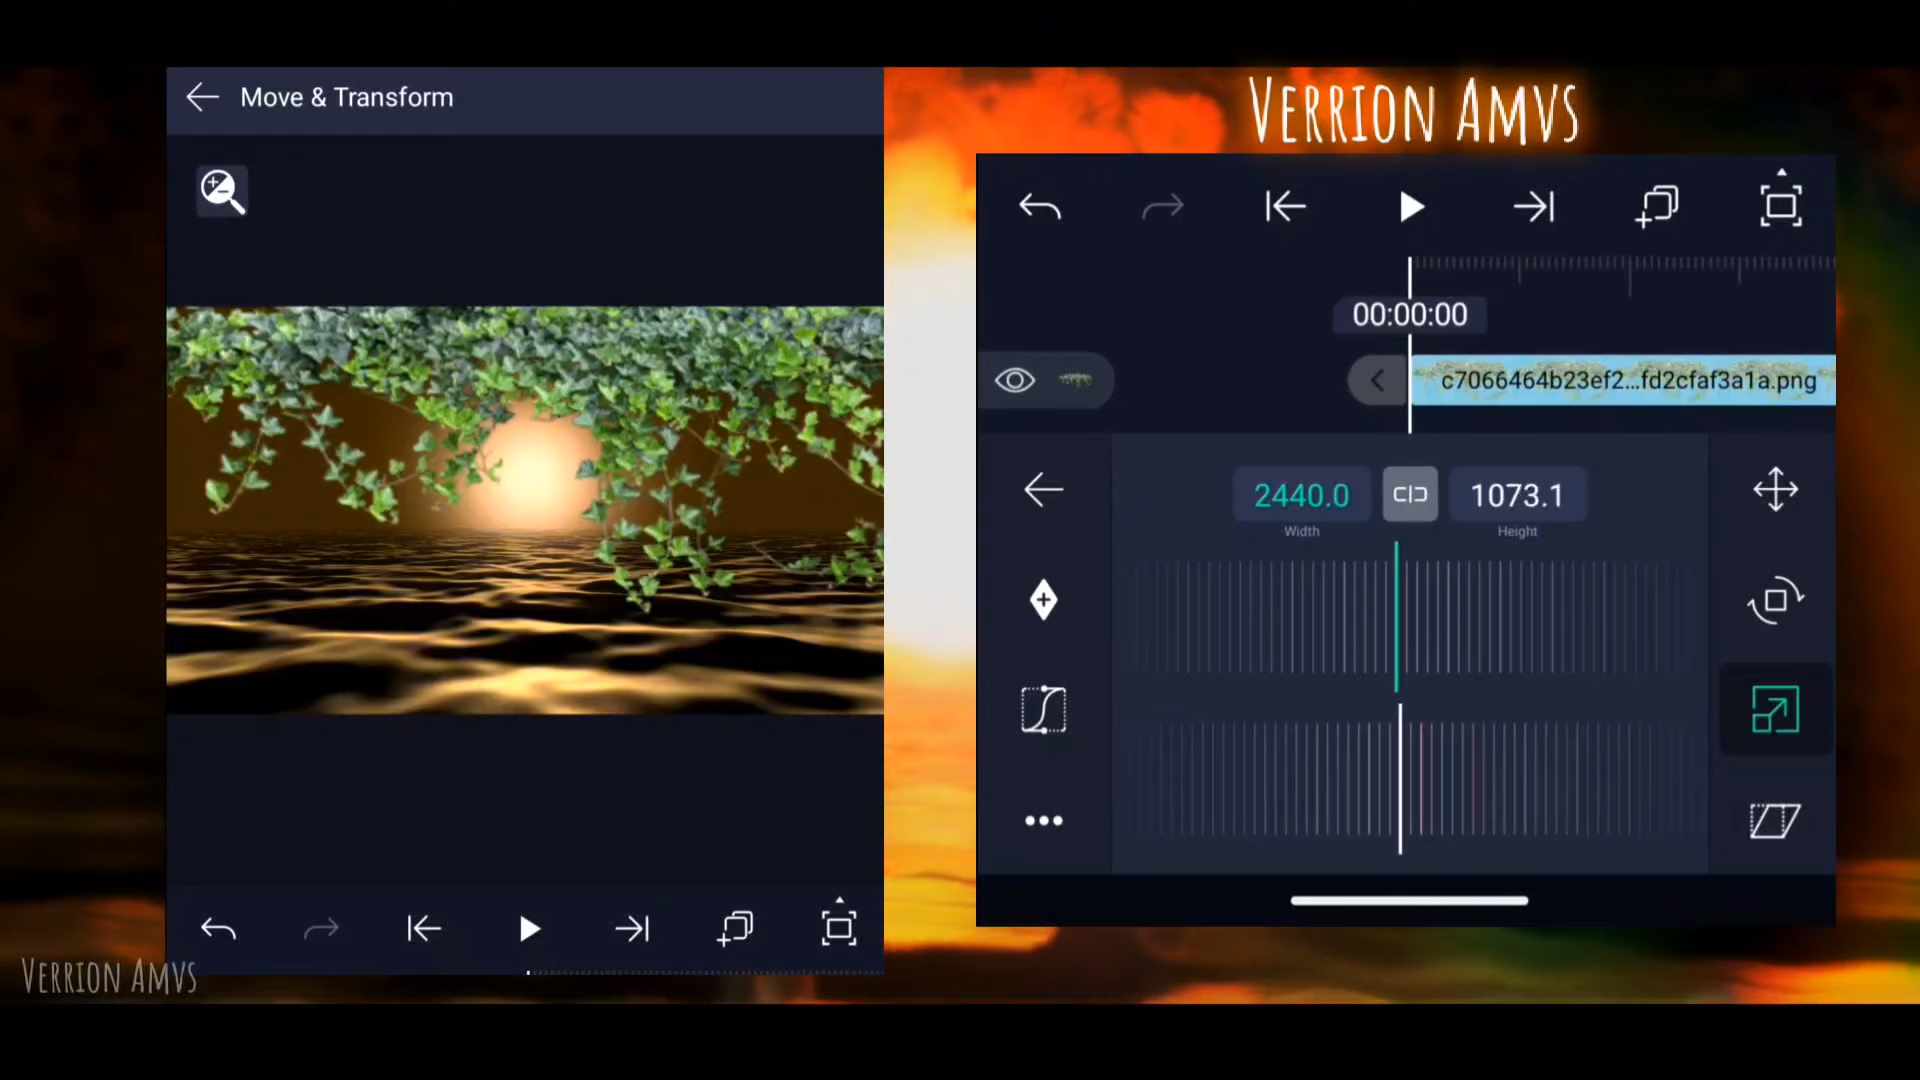 Move & Transform
VERRION AMVS
00:00:00
c7066464b23ef2...fd2cfaf3a1a.png
2440.0
1073.1
Width
Height
VERRION AMVS